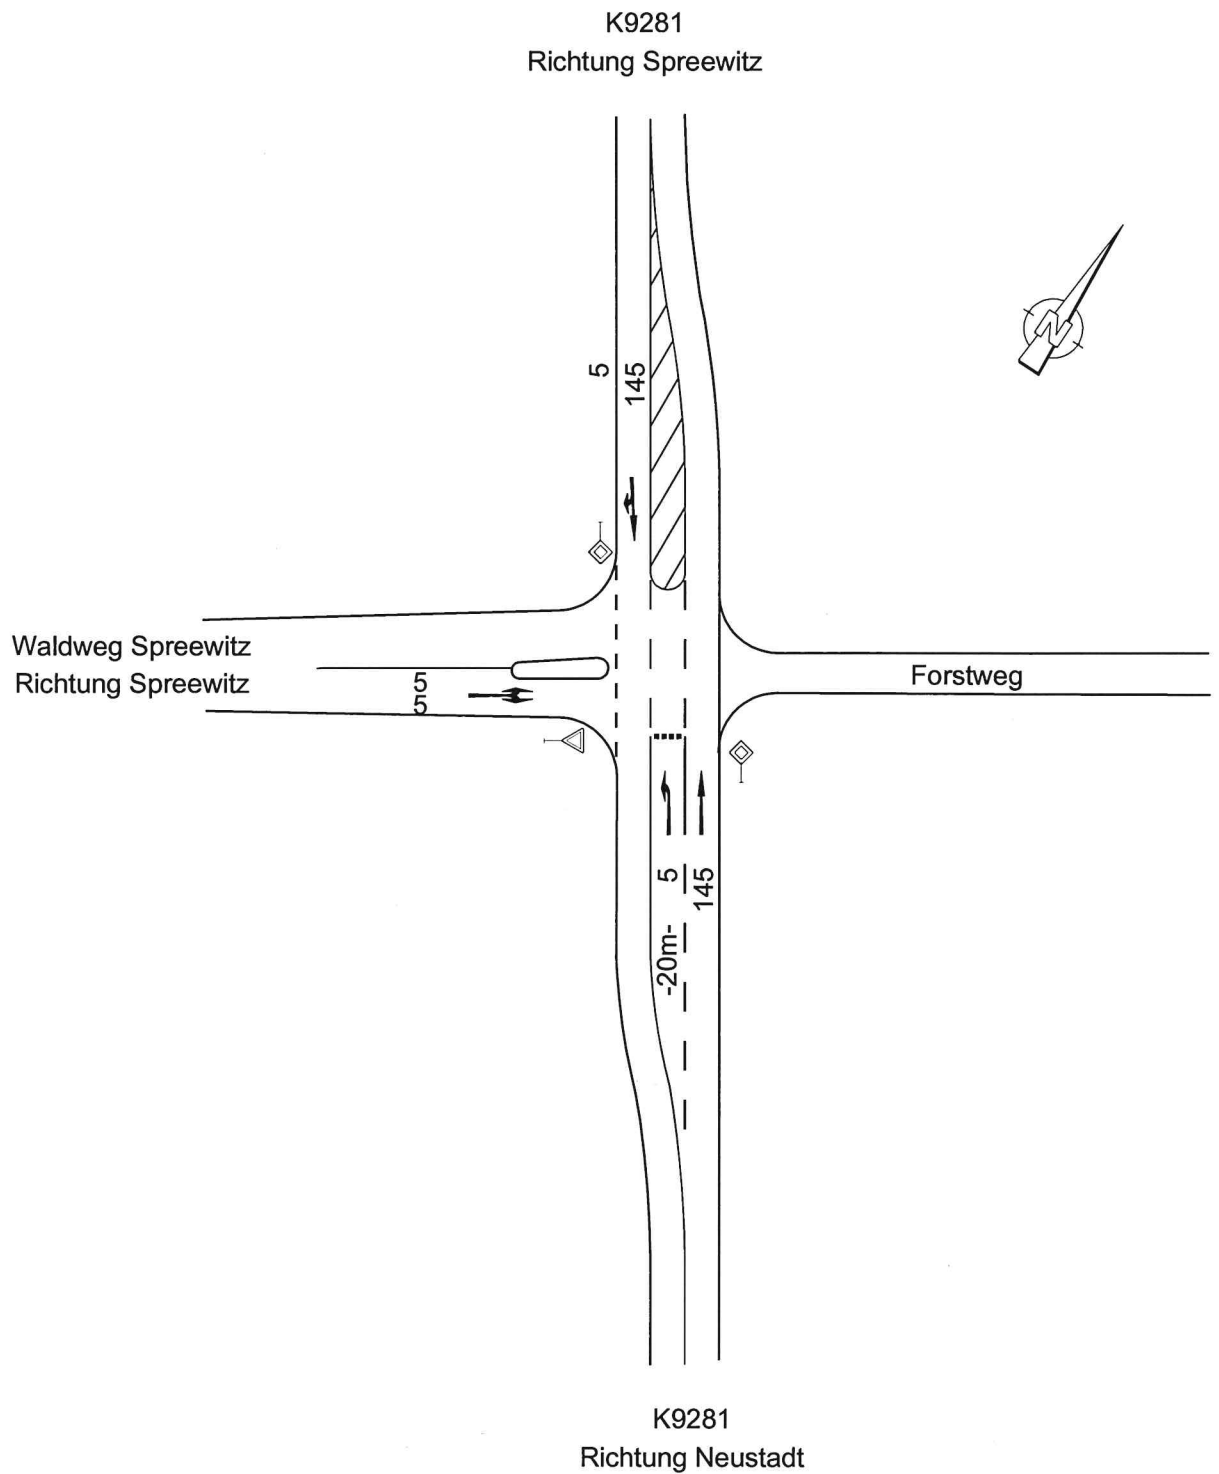 K9281
Richtung Spreewitz
N
5
145
Waldweg Spreewitz
Richtung Spreewitz
5
5
Forstweg
5
145
-20m-
K9281
Richtung Neustadt